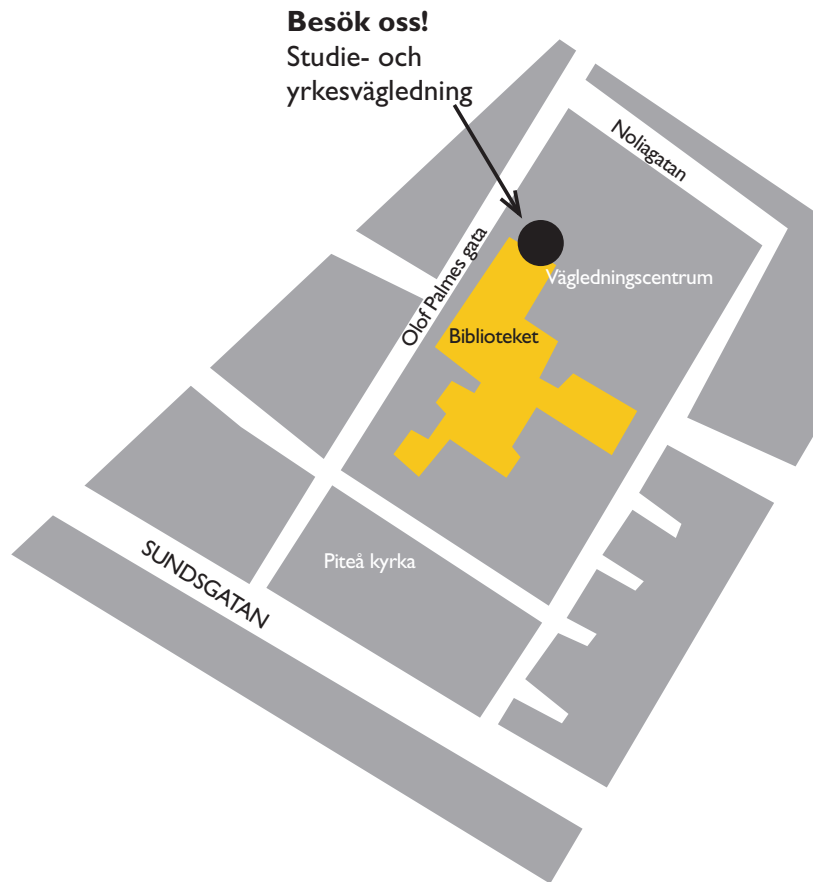 Besök oss!
Studie- och
yrkesvägledning
Noliagatan
Olof Palmes gata
Vägledningscentrum
Biblioteket
Piteå kyrka
SUNDSGATAN